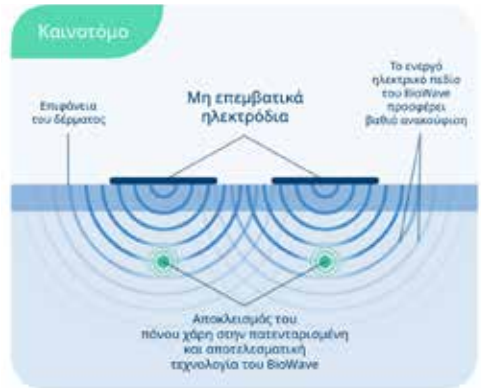 Καινοτόμο
Επιφάνεια
του δέρματος
Μη επεμβατικά
ηλεκτρόδια
Το ενεργό
ηλεκτρικό πεδίο
του BioWave
προσφέρει
βαθιά ανακούφιση
Αποκλεισμός του
πόνου χάρη στην πατενταρισμένη
και αποτελεσματική
τεχνολογία του BioWave